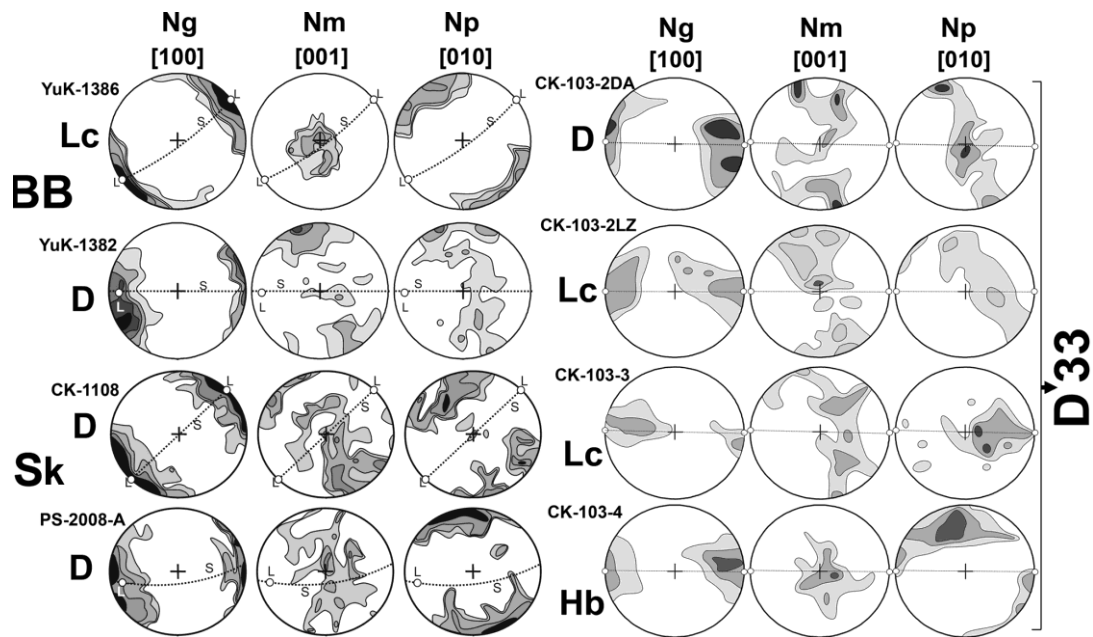 Ng Nm Np
[100] [001] [010]
YuK-1386
Lc
BB
L S L
L S L
L S L
YuK-1382
D
S L
S L
S L
CK-1108
D
Sk
L S L
L S L
L S L
PS-2008-A
D
L S
L S
L S
Ng Nm Np
[100] [001] [010]
CK-103-2DA
D
CK-103-2LZ
Lc
CK-103-3
Lc
CK-103-4
Hb
D 33